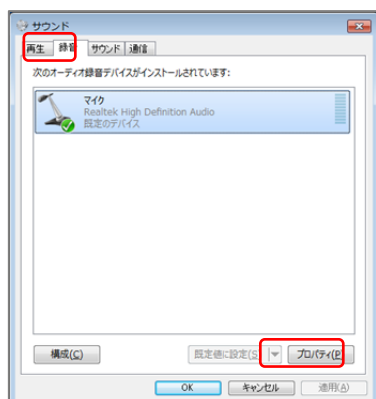 サウンド
再生 録音 サウンド 通信
次のオーディオ録音デバイスがインストールされています:
マイク
Realtek High Definition Audio
既定のデバイス
構成(C) 既定値に設定(S) プロパティ(P)
OK キャンセル 適用(A)